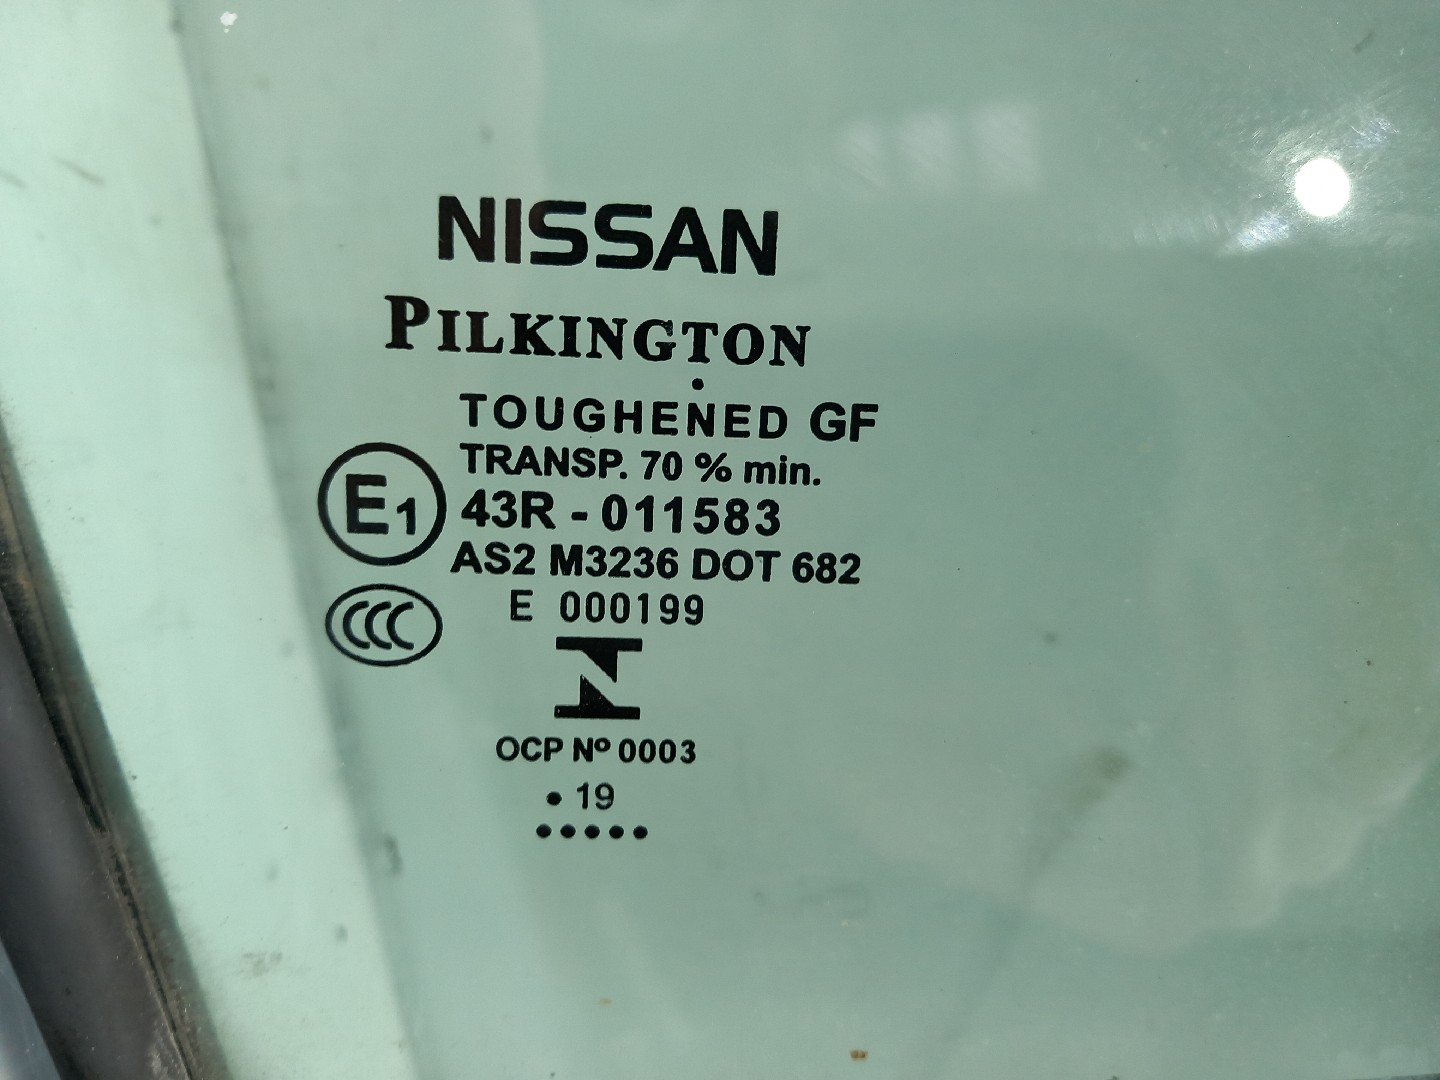 NISSAN
PILKINGTON
TOUGHENED GF
TRANSP. 70 % min.
E1 43R - 011583
AS2 M3236 DOT 682
CCC
E 000199
OCP Nº 0003
• 19
•••••